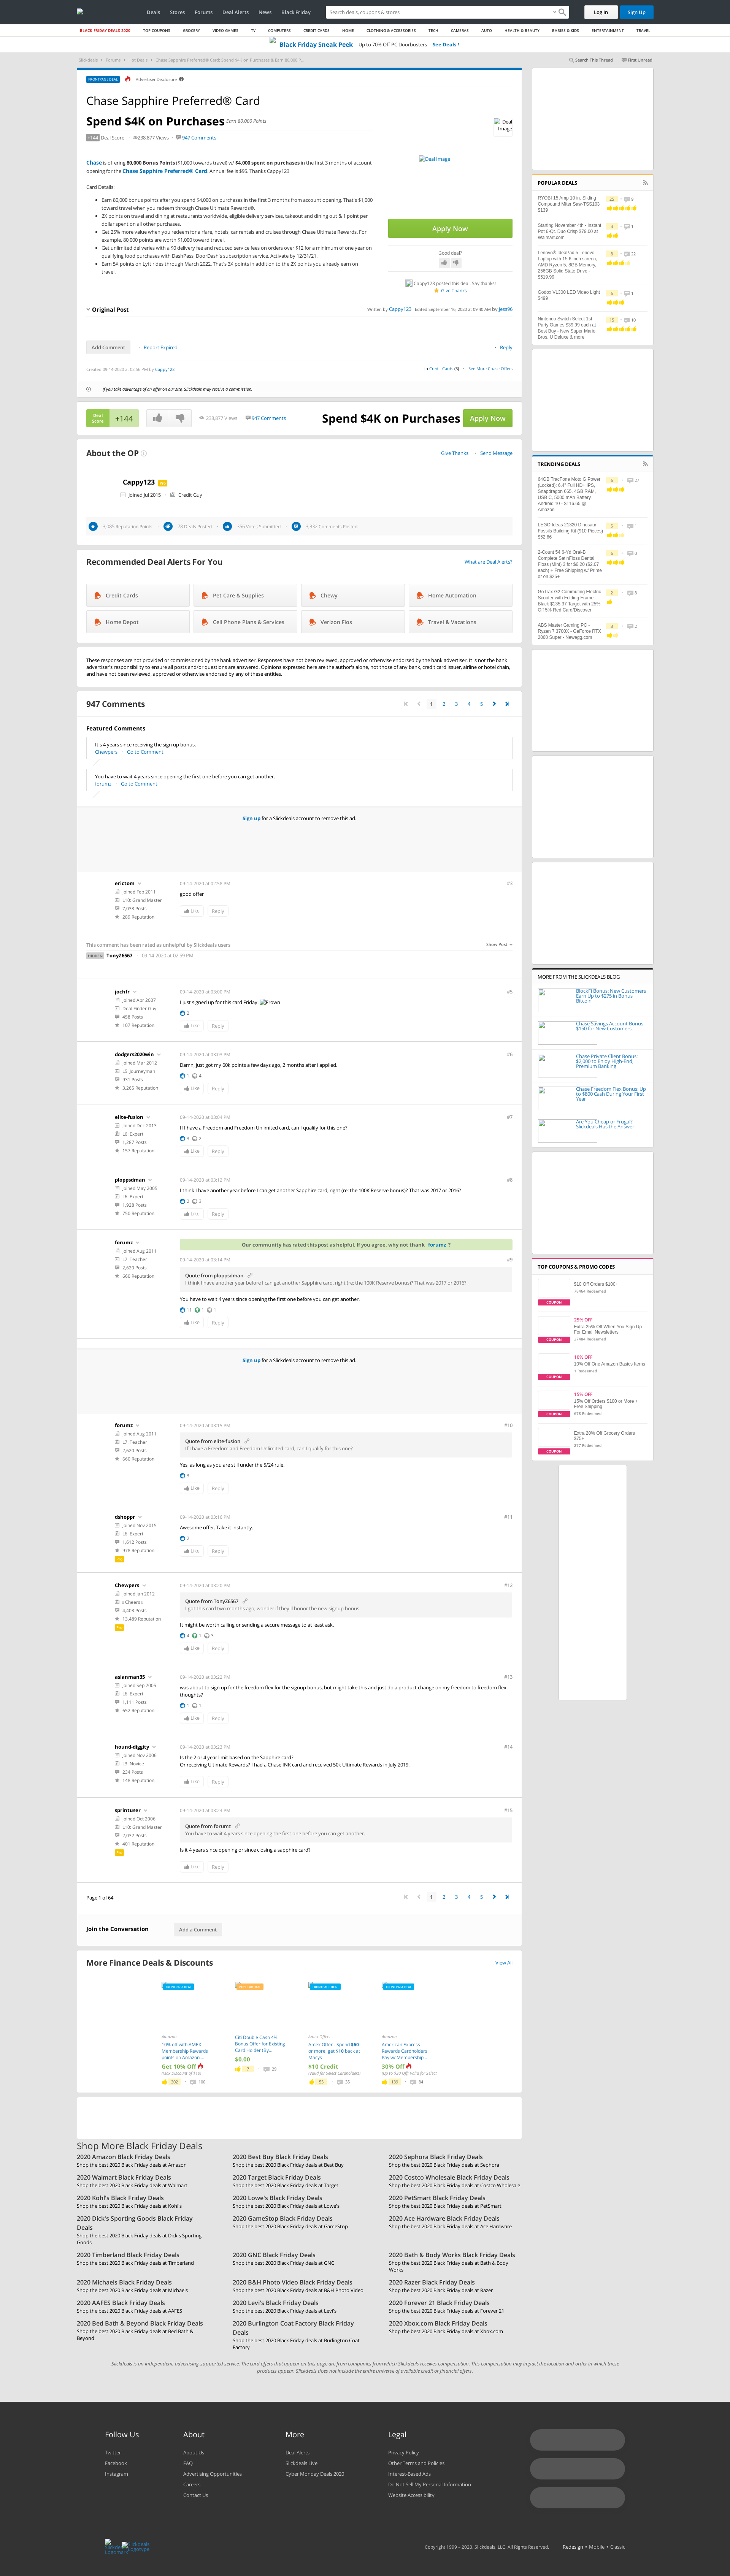 Deals Stores Forums Deal Alerts News Black Friday
Search deals, coupons & stores
Log In Sign Up
BLACK FRIDAY DEALS 2020 TOP COUPONS GROCERY VIDEO GAMES TV COMPUTERS CREDIT CARDS HOME CLOTHING & ACCESSORIES TECH CAMERAS AUTO HEALTH & BEAUTY BABIES & KIDS ENTERTAINMENT TRAVEL
Black Friday Sneak Peek Up to 70% Off PC Doorbusters See Deals
Search This Thread First Unread
FRONTPAGE DEAL Advertiser Disclosure
Chase Sapphire Preferred® Card
Spend $4K on Purchases Earn 80,000 Points
+144 Deal Score 238,877 Views 947 Comments
Deal Image
Chase is offering 80,000 Bonus Points ($1,000 towards travel) w/ $4,000 spent on purchases in the first 3 months of account opening for the Chase Sapphire Preferred® Card. Annual fee is $95. Thanks Cappy123
Card Details:
Earn 80,000 bonus points after you spend $4,000 on purchases in the first 3 months from account opening. That's $1,000 toward travel when you redeem through Chase Ultimate Rewards®.
2X points on travel and dining at restaurants worldwide, eligible delivery services, takeout and dining out & 1 point per dollar spent on all other purchases.
Get 25% more value when you redeem for airfare, hotels, car rentals and cruises through Chase Ultimate Rewards®. For example, 80,000 points are worth $1,000 toward travel.
Get unlimited deliveries with a $0 delivery fee and reduced service fees on orders over $12 for a minimum of one year on qualifying food purchases with DashPass, DoorDash's subscription service. Activate by 12/31/21.
Earn 5X points on Lyft rides through March 2022. That's 3X points in addition to the 2X points you already earn on travel.
Deal Image
Apply Now
Good deal?
Cappy123 posted this deal. Say thanks!
Give Thanks
Original Post
Written by Cappy123 Edited September 16, 2020 at 09:40 AM by jess96
Add Comment Report Expired Reply
Created 09-14-2020 at 02:56 PM by Cappy123
in Credit Cards (3) See More Chase Offers
If you take advantage of an offer on our site, Slickdeals may receive a commission.
Deal Score +144 238,877 Views 947 Comments Spend $4K on Purchases Apply Now
About the OP Give Thanks Send Message
Cappy123 Pro
Joined Jul 2015 Credit Guy
3,085 Reputation Points 79 Deals Posted 356 Votes Submitted 3,332 Comments Posted
Recommended Deal Alerts For You What are Deal Alerts?
Credit Cards Pet Care & Supplies Chewy Home Automation
Home Depot Cell Phone Plans & Services Verizon Fios Travel & Vacations
These responses are not provided or commissioned by the bank advertiser. Responses have not been reviewed, approved or otherwise endorsed by the bank advertiser. It is not the bank advertiser's responsibility to ensure all posts and/or questions are answered. Opinions expressed here are the author's alone, not those of any bank, credit card issuer, airline or hotel chain, and have not been reviewed, approved or otherwise endorsed by any of these entities.
947 Comments 1 2 3 4 5
Featured Comments
It's 4 years since receiving the sign up bonus.
Chewpers Go to Comment
You have to wait 4 years since opening the first one before you can get another.
forumz Go to Comment
Sign up for a Slickdeals account to remove this ad.
erictom
Joined Feb 2011
L10: Grand Master
7,038 Posts
289 Reputation
09-14-2020 at 02:58 PM #3
good offer
Like Reply
This comment has been rated as unhelpful by Slickdeals users Show Post
HIDDEN TonyZ6567 09-14-2020 at 02:59 PM
jochfr
Joined Apr 2007
Deal Finder Guy
458 Posts
107 Reputation
09-14-2020 at 03:00 PM #5
I just signed up for this card Friday. Frown
2
Like Reply
dodgers2020win
Joined Mar 2012
L5: Journeyman
931 Posts
3,265 Reputation
09-14-2020 at 03:03 PM #6
Damn, just got my 60k points a few days ago, 2 months after i applied.
1 4
Like Reply
elite-fusion
Joined Dec 2013
L6: Expert
1,287 Posts
157 Reputation
09-14-2020 at 03:04 PM #7
If I have a Freedom and Freedom Unlimited card, can I qualify for this one?
3 2
Like Reply
ploppsdman
Joined May 2005
L6: Expert
1,928 Posts
750 Reputation
09-14-2020 at 03:12 PM #8
I think I have another year before I can get another Sapphire card, right (re: the 100K Reserve bonus)? That was 2017 or 2016?
2 3
Like Reply
forumz
Joined Aug 2011
L7: Teacher
2,620 Posts
660 Reputation
Our community has rated this post as helpful. If you agree, why not thank forumz ?
09-14-2020 at 03:14 PM #9
Quote from ploppsdman
I think I have another year before I can get another Sapphire card, right (re: the 100K Reserve bonus)? That was 2017 or 2016?
You have to wait 4 years since opening the first one before you can get another.
11 1 1
Like Reply
Sign up for a Slickdeals account to remove this ad.
forumz
Joined Aug 2011
L7: Teacher
2,620 Posts
660 Reputation
09-14-2020 at 03:15 PM #10
Quote from elite-fusion
If I have a Freedom and Freedom Unlimited card, can I qualify for this one?
Yes, as long as you are still under the 5/24 rule.
3
Like Reply
dshoppr
Joined Nov 2013
L6: Expert
1,612 Posts
978 Reputation
Pro
09-14-2020 at 03:16 PM #11
Awesome offer. Take it instantly.
2
Like Reply
Chewpers
Joined Jan 2012
| Cheers |
4,403 Posts
13,489 Reputation
Pro
09-14-2020 at 03:20 PM #12
Quote from TonyZ6567
I got this card two months ago, wonder if they'll honor the new signup bonus
It might be worth calling or sending a secure message to at least ask.
4 1 3
Like Reply
asianman35
Joined Sep 2005
L6: Expert
1,111 Posts
652 Reputation
09-14-2020 at 03:22 PM #13
was about to sign up for the freedom flex for the signup bonus, but might take this and just do a product change on my freedom to freedom flex. thoughts?
1 1
Like Reply
hound-diggity
Joined Nov 2006
L3: Novice
234 Posts
148 Reputation
09-14-2020 at 03:23 PM #14
Is the 2 or 4 year limit based on the Sapphire card?
Or receiving Ultimate Rewards? I had a Chase INK card and received 50k Ultimate Rewards in July 2019.
Like Reply
sprintuser
Joined Oct 2006
L10: Grand Master
2,032 Posts
401 Reputation
Pro
09-14-2020 at 03:24 PM #15
Quote from forumz
You have to wait 4 years since opening the first one before you can get another.
Is it 4 years since opening or since closing a sapphire card?
Like Reply
Page 1 of 64 1 2 3 4 5
Join the Conversation Add a Comment
More Finance Deals & Discounts View All
Amazon
10% off with AMEX Membership Rewards points on Amazon,...
Get 10% Off
302 190
Citi Double Cash 4% Bonus Offer for Existing Card Holder (By...
$0.00
7 29
Amex Offers
Amex Offer - Spend $60 or more, get $10 back at Macys
$10 Credit
50 35
Amazon
American Express Rewards Cardholders: Pay w/ Membership...
30% Off
139 84
POPULAR DEALS
RYOBI 15 Amp 10 in. Sliding Compound Miter Saw-TSS103 $139
Starting November 4th - Instant Pot 6-Qt. Duo Crisp $79.00 at Walmart.com
Lenovo® IdeaPad 5 Lenovo Laptop with 15.6 inch screen, AMD Ryzen 5, 8GB Memory, 256GB Solid State Drive - $519.99
Godox VL300 LED Video Light $498
Nintendo Switch Select 1st Party Games $39.99 each at Best Buy - New Super Mario Bros. U Deluxe & more
TRENDING DEALS
64GB TracFone Moto G Power (Locked): 6.4" Full HD+ IPS, Snapdragon 665, 4GB RAM, USB C, 5000 mAh Battery, Android 10 - $115.65 @ Amazon
LEGO Ideas 21320 Dinosaur Fossils Building Kit (910 Pieces) $52.66
2-Count 54.6-Yd Oral-B Complete SatinFloss Dental Floss (Mint) 3 for $6.20 ($2.07 each) + Free Shipping w/ Prime or on $25+
GoTrax G2 Commuting Electric Scooter with Folding Frame - Black $135.37 Target with 25% Off 5% Red Card/Discover
ABS Master Gaming PC - Ryzen 7 3700X - GeForce RTX 2060 Super - Newegg.com
MORE FROM THE SLICKDEALS BLOG
BlockFi Bonus: New Customers Earn Up to $275 in Bonus Bitcoin
Chase Savings Account Bonus: $150 for New Customers
Chase Private Client Bonus: $2,000 to Enjoy High-End, Premium Banking
Chase Freedom Flex Bonus: Up to $800 Cash During Your First Year
Are You Cheap or Frugal? Slickdeals Has the Answer
TOP COUPONS & PROMO CODES
$10 Off Orders $100+
COUPON
25% OFF
Extra 25% Off When You Sign Up For Email Newsletters
COUPON
10% OFF
10% Off One Amazon Basics Items
1 Redeemed
COUPON
15% OFF
15% Off Orders $100 or More + Free Shipping
COUPON
Extra 20% Off Grocery Orders $75+
COUPON
Shop More Black Friday Deals
2020 Amazon Black Friday Deals
Shop the best 2020 Black Friday deals at Amazon
2020 Best Buy Black Friday Deals
Shop the best 2020 Black Friday deals at Best Buy
2020 Sephora Black Friday Deals
Shop the best 2020 Black Friday deals at Sephora
2020 Walmart Black Friday Deals
Shop the best 2020 Black Friday deals at Walmart
2020 Target Black Friday Deals
Shop the best 2020 Black Friday deals at Target
2020 Costco Wholesale Black Friday Deals
Shop the best 2020 Black Friday deals at Costco Wholesale
2020 Kohl's Black Friday Deals
Shop the best 2020 Black Friday deals at Kohl's
2020 Lowe's Black Friday Deals
Shop the best 2020 Black Friday deals at Lowe's
2020 PetSmart Black Friday Deals
Shop the best 2020 Black Friday deals at PetSmart
2020 Dick's Sporting Goods Black Friday Deals
Shop the best 2020 Black Friday deals at Dick's Sporting Goods
2020 GameStop Black Friday Deals
Shop the best 2020 Black Friday deals at GameStop
2020 Ace Hardware Black Friday Deals
Shop the best 2020 Black Friday deals at Ace Hardware
2020 Timberland Black Friday Deals
Shop the best 2020 Black Friday deals at Timberland
2020 GNC Black Friday Deals
Shop the best 2020 Black Friday deals at GNC
2020 Bath & Body Works Black Friday Deals
Shop the best 2020 Black Friday deals at Bath & Body Works
2020 Michaels Black Friday Deals
Shop the best 2020 Black Friday deals at Michaels
2020 B&H Photo Video Black Friday Deals
Shop the best 2020 Black Friday deals at B&H Photo Video
2020 Razer Black Friday Deals
Shop the best 2020 Black Friday deals at Razer
2020 AAFES Black Friday Deals
Shop the best 2020 Black Friday deals at AAFES
2020 Levi's Black Friday Deals
Shop the best 2020 Black Friday deals at Levi's
2020 Forever 21 Black Friday Deals
Shop the best 2020 Black Friday deals at Forever 21
2020 Bed Bath & Beyond Black Friday Deals
Shop the best 2020 Black Friday deals at Bed Bath & Beyond
2020 Burlington Coat Factory Black Friday Deals
Shop the best 2020 Black Friday deals at Burlington Coat Factory
2020 Xbox.com Black Friday Deals
Shop the best 2020 Black Friday deals at Xbox.com
Slickdeals is an independent, advertising-supported service. The card offers that appear on this page are from companies from which Slickdeals receives compensation. This compensation may impact the location and order in which these products appear. Slickdeals does not include the entire universe of available credit or financial offers.
Follow Us
Twitter
Facebook
Instagram
About
About Us
FAQ
Advertising Opportunities
Careers
Contact Us
More
Deal Alerts
Slickdeals Live
Cyber Monday Deals 2020
Legal
Privacy Policy
Other Terms and Policies
Interest-Based Ads
Do Not Sell My Personal Information
Website Accessibility
Copyright 1999 - 2020. Slickdeals, LLC. All Rights Reserved. Redesign • Mobile • Classic